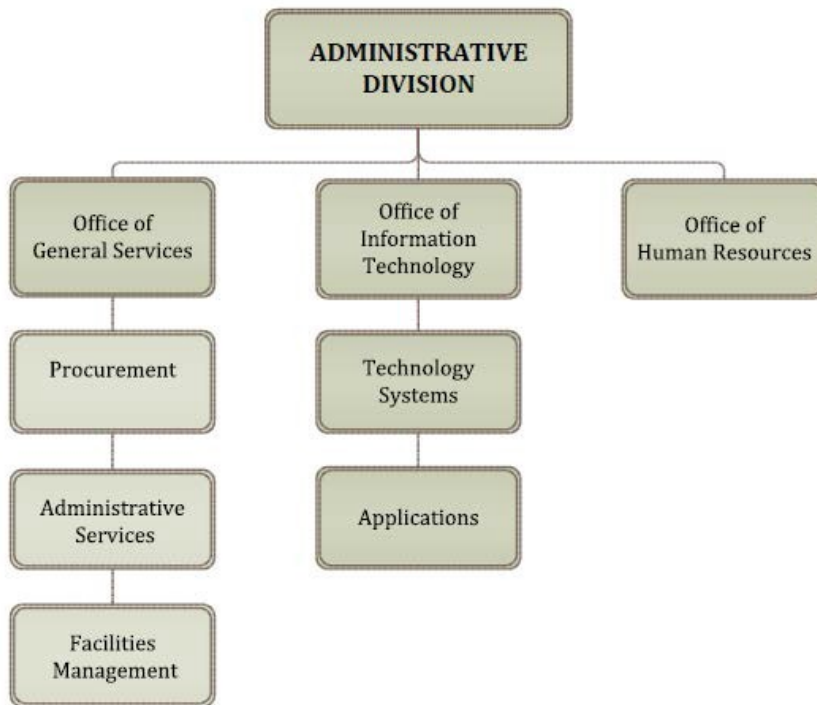 ADMINISTRATIVE
DIVISION
Office of
General Services
Office of
Information
Technology
Office of
Human Resources
Procurement
Technology
Systems
Administrative
Services
Applications
Facilities
Management